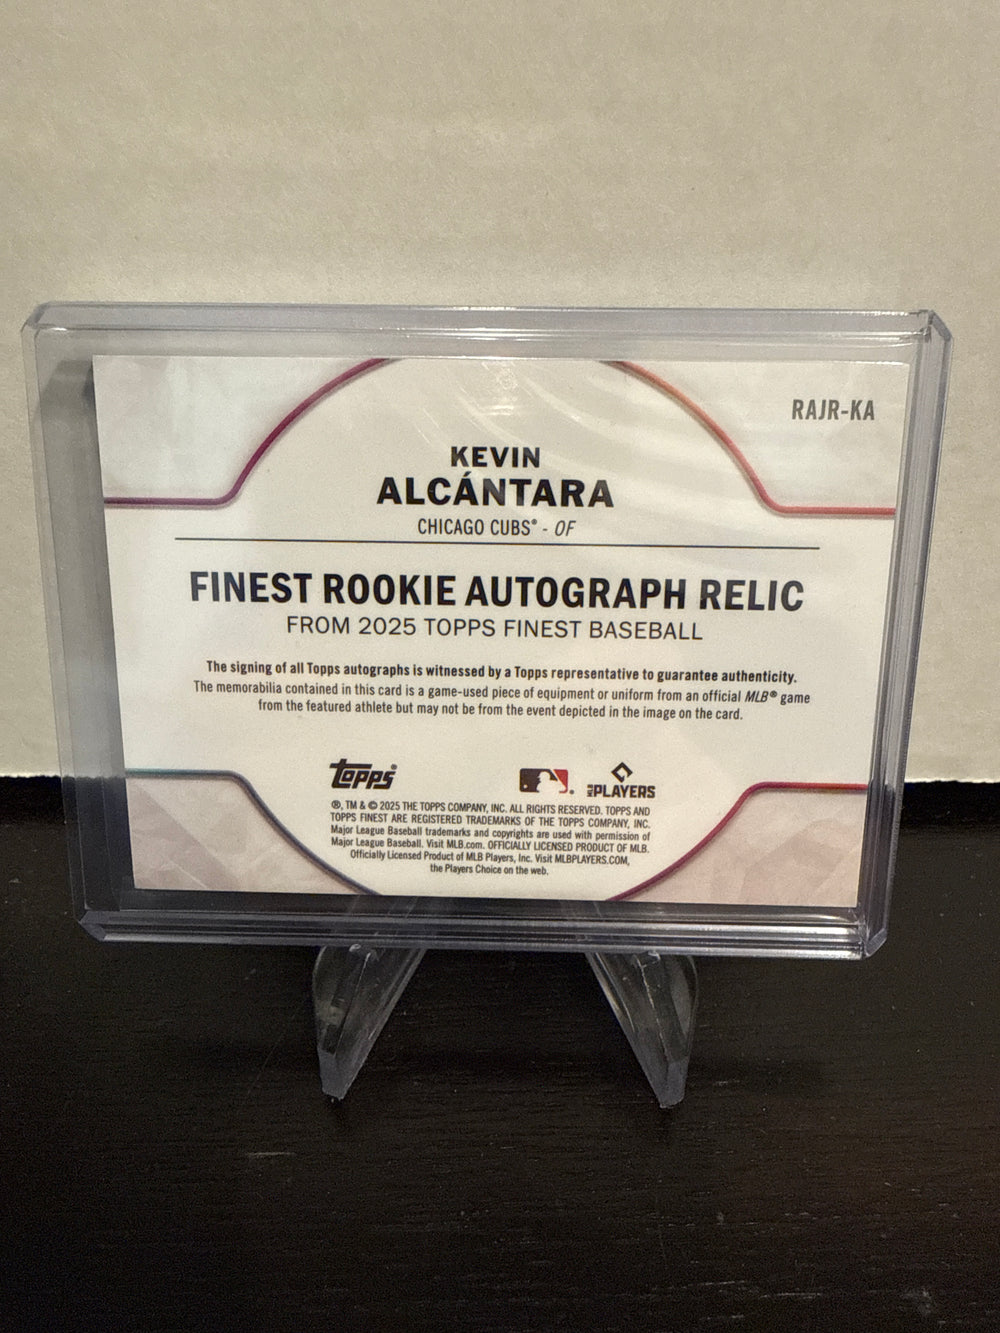 RAJR-KA
KEVIN
ALCÁNTARA
CHICAGO CUBS® - OF
FINEST ROOKIE AUTOGRAPH RELIC
FROM 2025 TOPPS FINEST BASEBALL
The signing of all Topps autographs is witnessed by a Topps representative to guarantee authenticity.
The memorabilia contained in this card is a game-used piece of equipment or uniform from an official MLB® game
from the featured athlete but may not be from the event depicted in the image on the card.
topps®
MLB PLAYERS
®, TM & © 2025 THE TOPPS COMPANY, INC. ALL RIGHTS RESERVED. TOPPS AND
TOPPS FINEST ARE REGISTERED TRADEMARKS OF THE TOPPS COMPANY, INC.
Major League Baseball trademarks and copyrights are used with permission of
Major League Baseball. Visit MLB.com. OFFICIALLY LICENSED PRODUCT OF MLB.
Officially Licensed Product of MLB Players, Inc. Visit MLBPLAYERS.COM,
the Players Choice on the web.